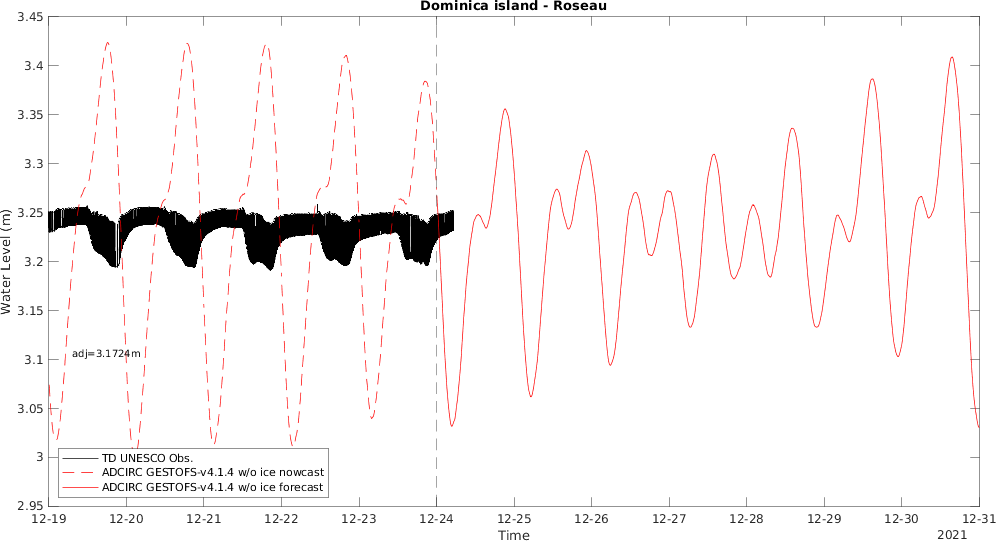 Dominica island - Roseau
3.45
3.4
3.35
3.3
3.25
3.2
3.15
3.1
3.05
3
2.95
Water Level (m)
adj=3.1724m
TD UNESCO Obs.
ADCIRC GESTOFS-v4.1.4 w/o ice nowcast
ADCIRC GESTOFS-v4.1.4 w/o ice forecast
12-19 12-20 12-21 12-22 12-23 12-24 12-25 12-26 12-27 12-28 12-29 12-30 12-31
Time
2021